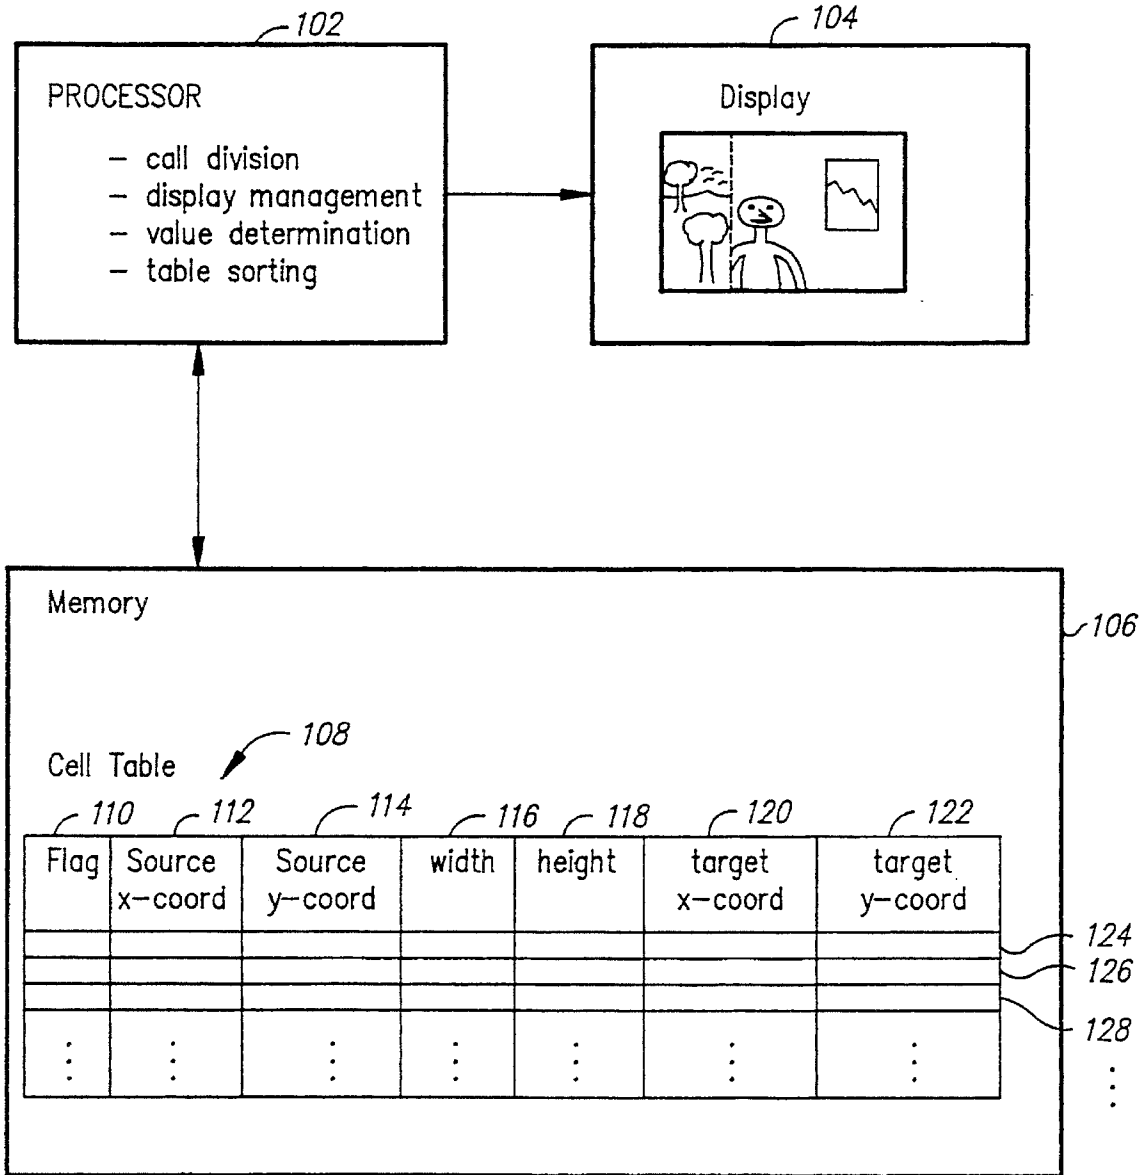 102
PROCESSOR
– call division
– display management
– value determination
– table sorting
104
Display
Memory
106
Cell Table
108
110
112
114
116
118
120
122
Flag
Source
x–coord
Source
y–coord
width
height
target
x–coord
target
y–coord
124
126
128